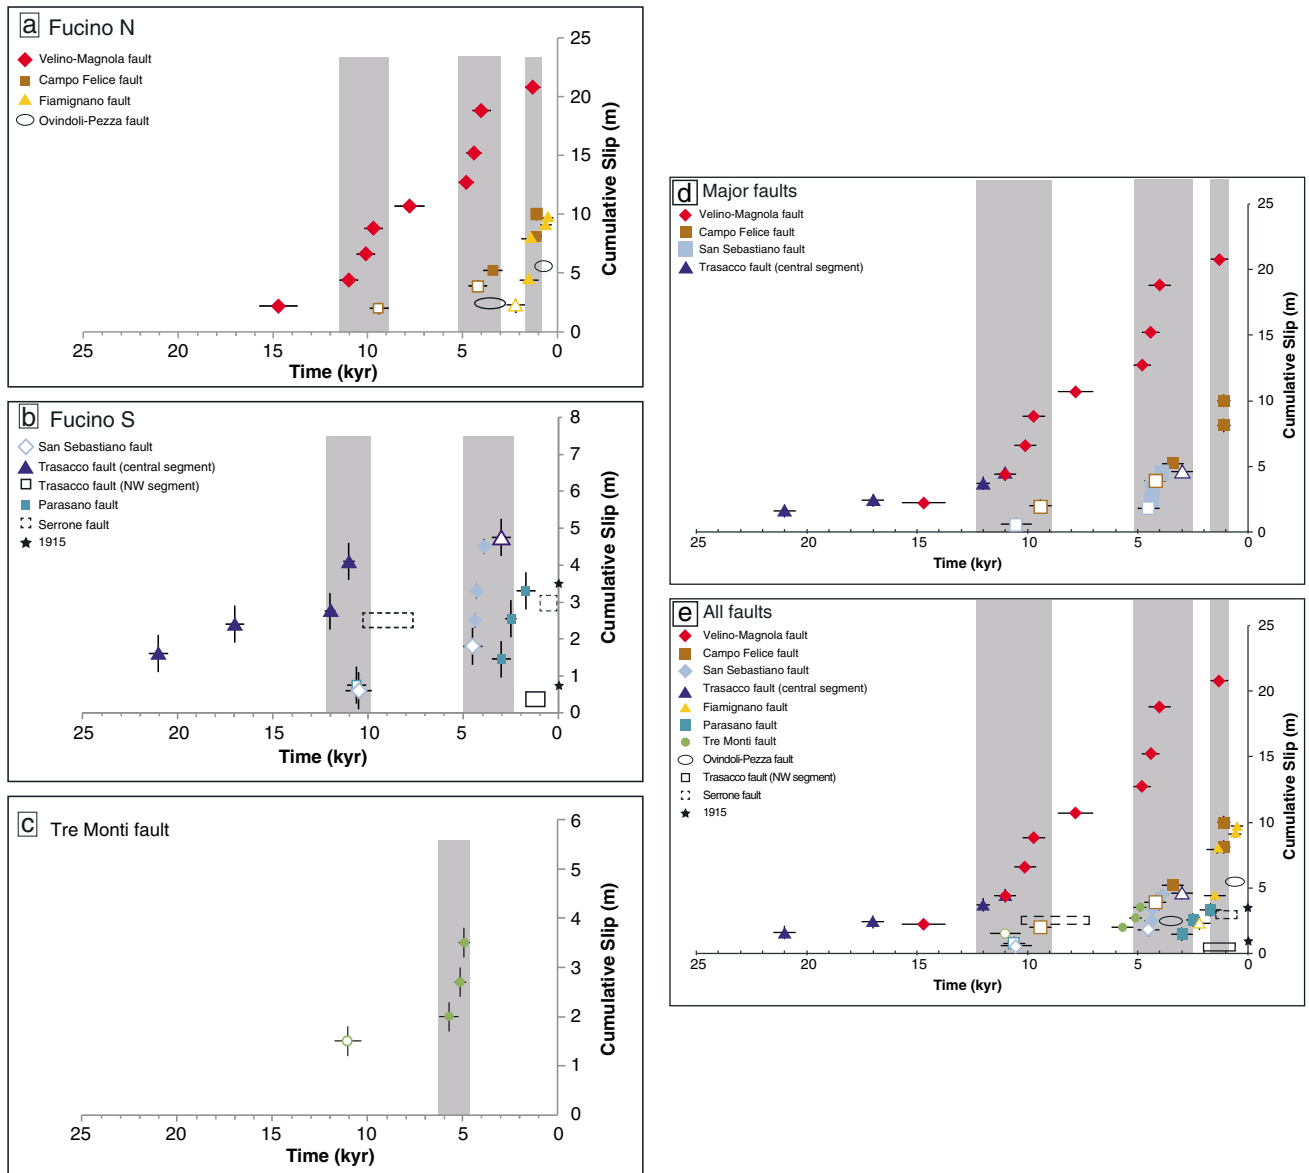 a Fucino N
Velino-Magnola fault
Campo Felice fault
Fiamignano fault
Ovindoli-Pezza fault
25
20
15
10
5
0
Cumulative Slip (m)
25 20 15 10 5 0
Time (kyr)
b Fucino S
San Sebastiano fault
Trasacco fault (central segment)
Trasacco fault (NW segment)
Parasano fault
Serrone fault
1915
8
7
6
5
4
3
2
1
0
Cumulative Slip (m)
25 20 15 10 5 0
Time (kyr)
c Tre Monti fault
6
5
4
3
2
1
0
Cumulative Slip (m)
25 20 15 10 5 0
Time (kyr)
d Major faults
Velino-Magnola fault
Campo Felice fault
San Sebastiano fault
Trasacco fault (central segment)
25
20
15
10
5
0
Cumulative Slip (m)
25 20 15 10 5 0
Time (kyr)
e All faults
Velino-Magnola fault
Campo Felice fault
San Sebastiano fault
Trasacco fault (central segment)
Fiamignano fault
Parasano fault
Tre Monti fault
Ovindoli-Pezza fault
Trasacco fault (NW segment)
Serrone fault
1915
25
20
15
10
5
0
Cumulative Slip (m)
25 20 15 10 5 0
Time (kyr)